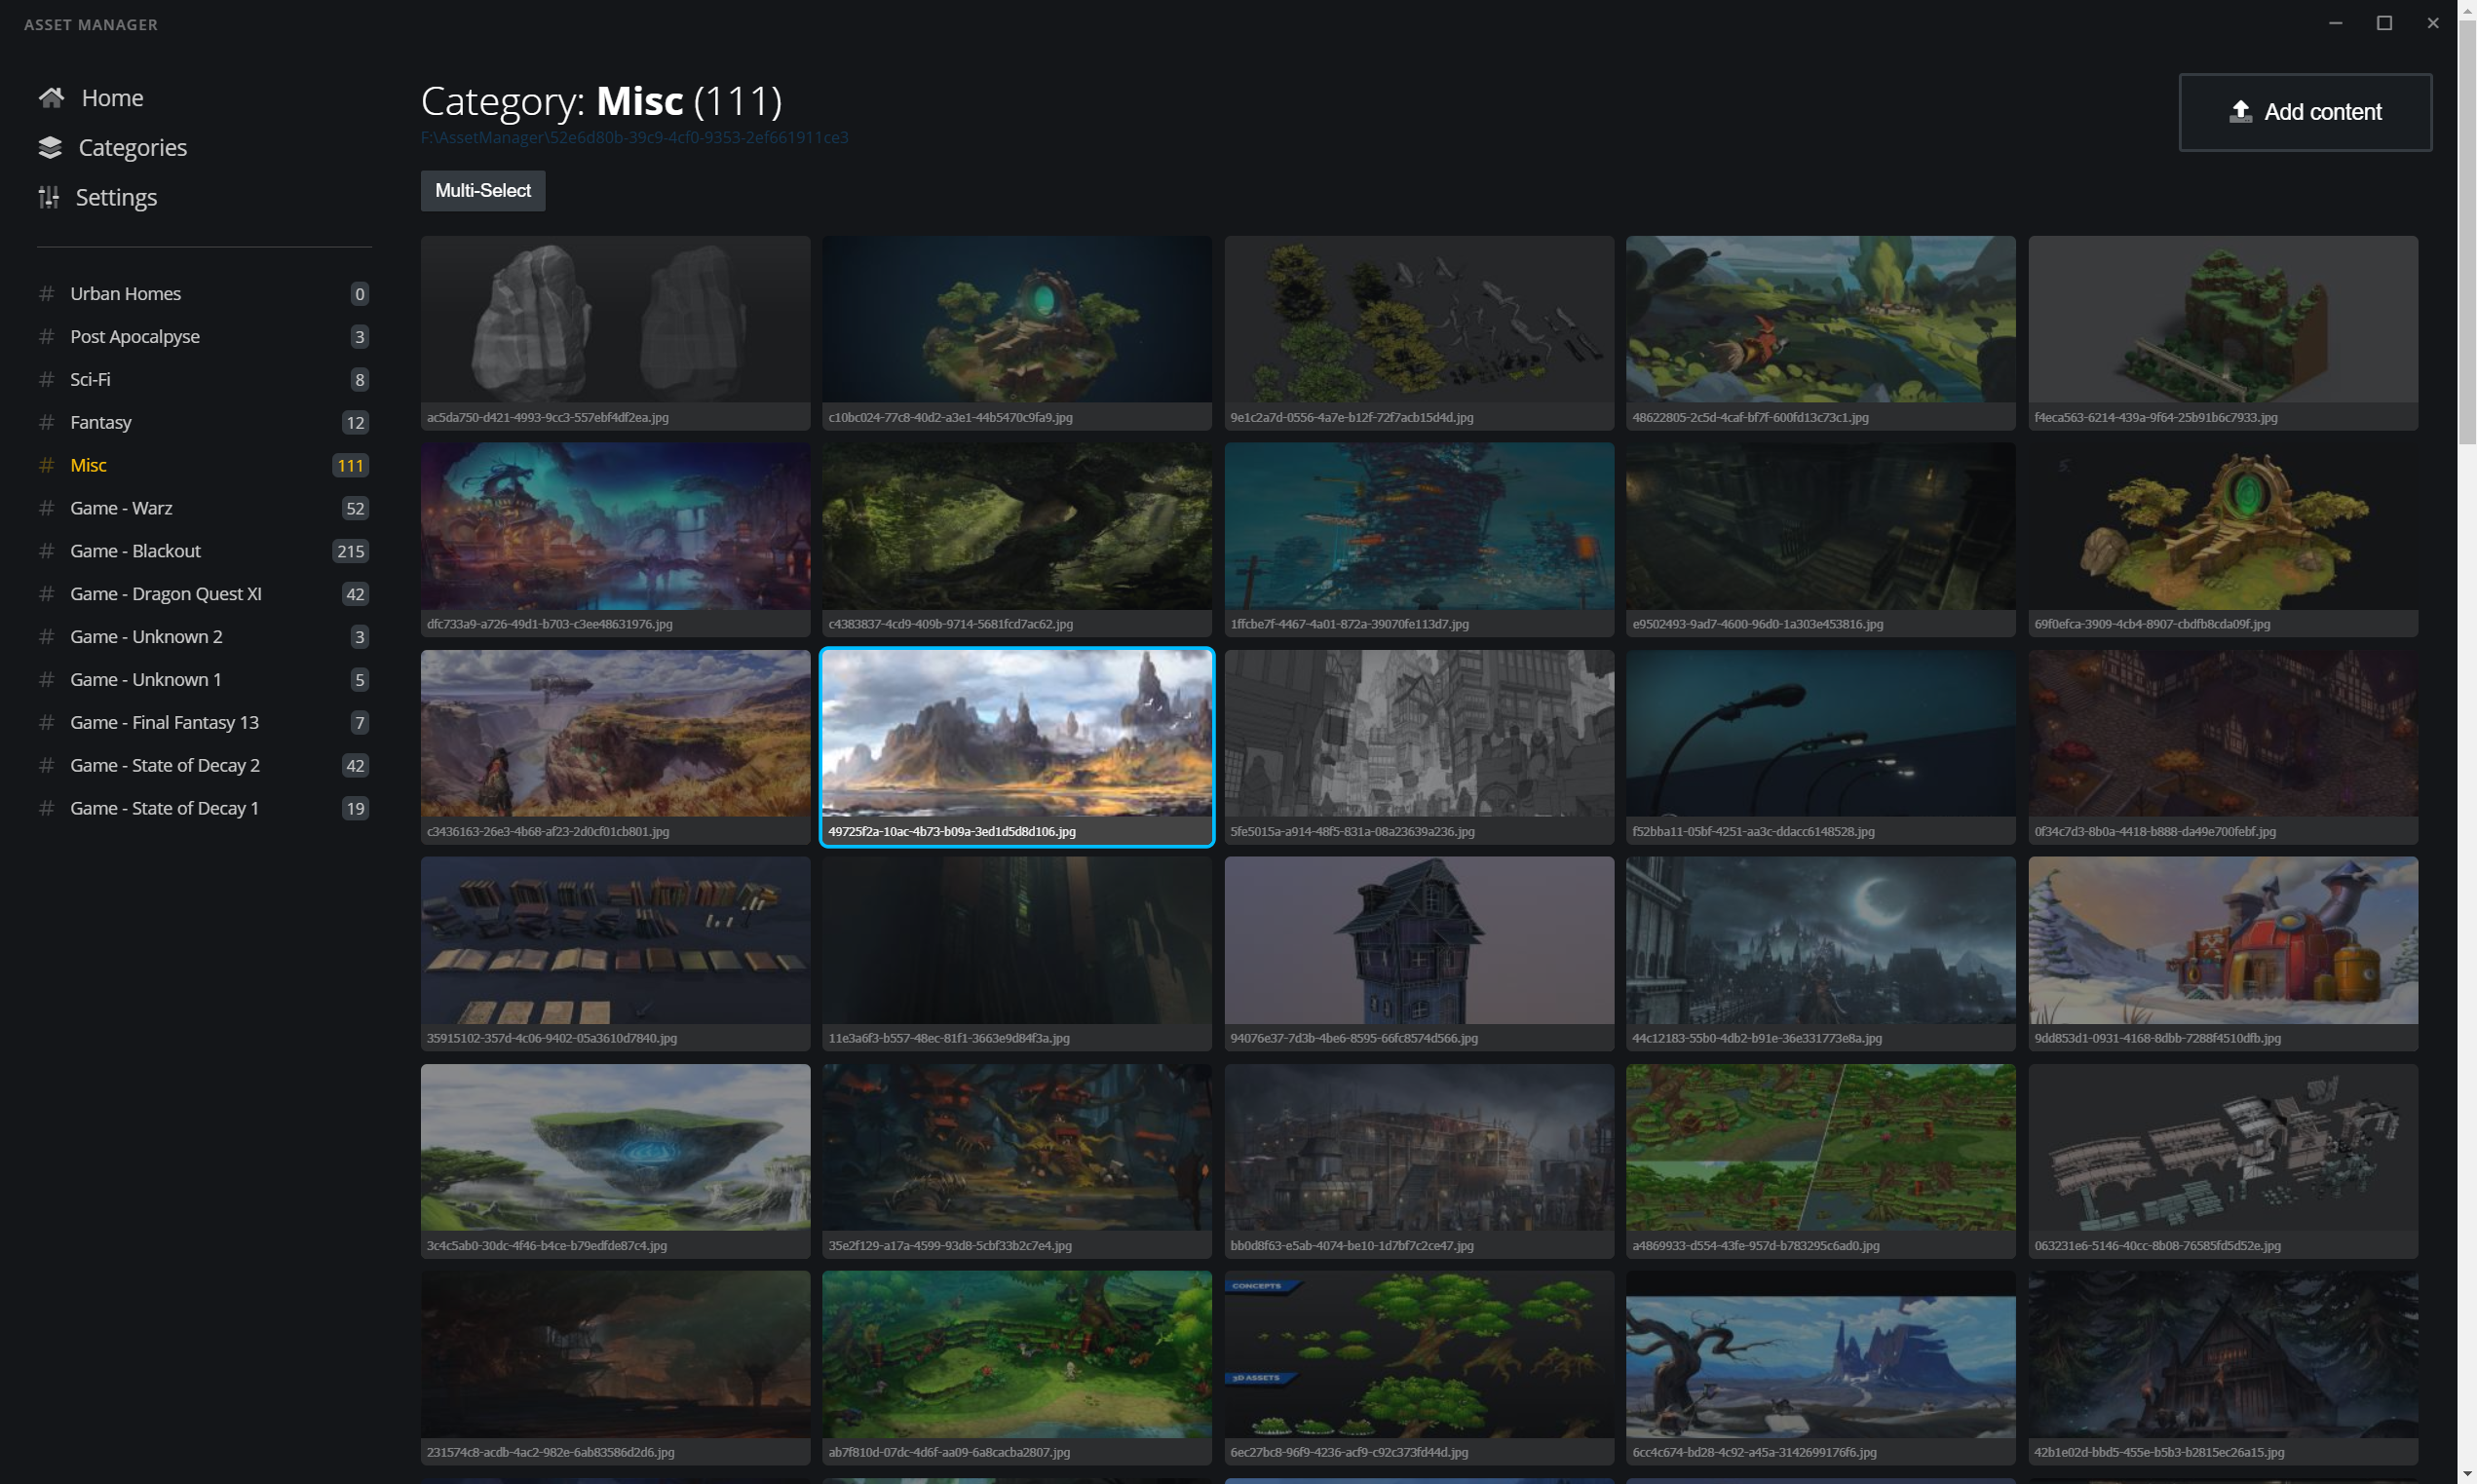 ASSET MANAGER
Home
Categories
Settings
# Urban Homes 0
# Post Apocalpyse 3
# Sci-Fi 8
# Fantasy 12
# Misc 111
# Game - Warz 52
# Game - Blackout 215
# Game - Dragon Quest XI 42
# Game - Unknown 2 3
# Game - Unknown 1 5
# Game - Final Fantasy 13 7
# Game - State of Decay 2 42
# Game - State of Decay 1 19
Category: Misc (111)
F:\AssetManager\52e6d80b-39c9-4cf0-9353-2ef661911ce3
Add content
Multi-Select
ac5da750-d421-4993-9cc3-557ebf4df2ea.jpg
c10bc024-77c8-40d2-a3e1-44b5470c9fa9.jpg
9e1c2a7d-0556-4a7e-b12f-72f7acb15d4d.jpg
48622805-2c5d-4caf-bf7f-600fd13c73c1.jpg
f4eca563-6214-439a-9f64-25b91b6c7933.jpg
dfc733a9-a726-49d1-b703-c3ee48631976.jpg
c4383837-4cd9-409b-9714-5681fcd7ac62.jpg
1ffcbe7f-4467-4a01-872a-39070fe113d7.jpg
e9502493-9ad7-4600-96d0-1a303e453816.jpg
69f0efca-3909-4cb4-8907-cbdfb8cda09f.jpg
c3436163-26e3-4b68-af23-2d0cf01cb801.jpg
49725f2a-10ac-4b73-b09a-3ed1d5d8d106.jpg
5fe5015a-a914-48f5-831a-08a23639a236.jpg
f52bba11-05bf-4251-aa3c-ddacc6148528.jpg
0f34c7d3-8b0a-4418-b888-da49e700febf.jpg
35915102-357d-4c06-9402-05a3610d7840.jpg
11e3a6f3-b557-48ec-81f1-3663e9d84f3a.jpg
94076e37-7d3b-4be6-8595-66fc8574d566.jpg
44c12183-55b0-4db2-b91e-36e331773e8a.jpg
9dd853d1-0931-4168-8dbb-7288f4510dfb.jpg
3c4c5ab0-30dc-4f46-b4ce-b79edfde87c4.jpg
35e2f129-a17a-4599-93d8-5cbf33b2c7e4.jpg
bb0d8f63-e5ab-4074-be10-1d7bf7c2ce47.jpg
a4869933-d554-43fe-957d-b783295c6ad0.jpg
063231e6-5146-40cc-8b08-76585fd5d52e.jpg
CONCEPTS
3D ASSETS
231574c8-acdb-4ac2-982e-6ab83586d2d6.jpg
ab7f810d-07dc-4d6f-aa09-6a8cacba2807.jpg
6ec27bc8-96f9-4236-acf9-c92c373fd44d.jpg
6cc4c674-bd28-4c92-a45a-3142699176f6.jpg
42b1e02d-bbd5-455e-b5b3-b2815ec26a15.jpg